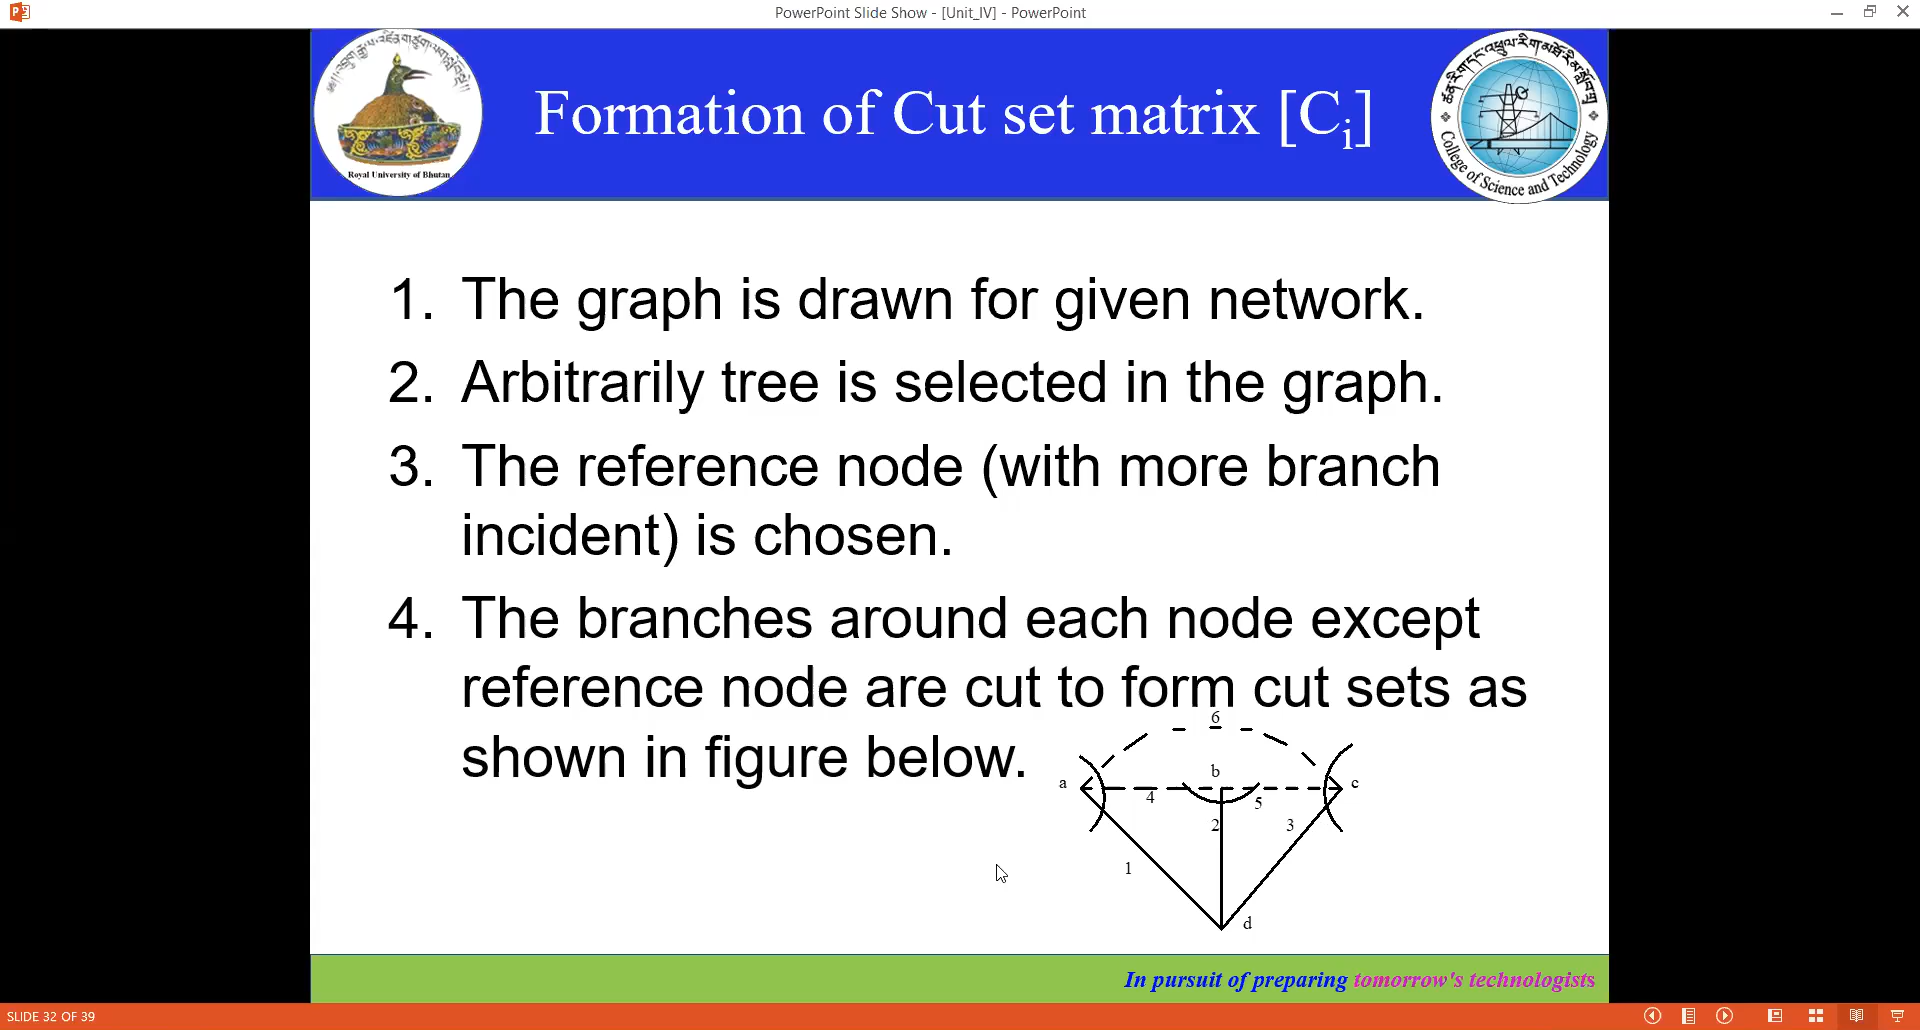 PowerPoint Slide Show - [Unit_IV] - PowerPoint
Formation of Cut set matrix [Ci]
Royal University of Bhutan
College of Science and Technology
1. The graph is drawn for given network.
2. Arbitrarily tree is selected in the graph.
3. The reference node (with more branch
incident) is chosen.
4. The branches around each node except
reference node are cut to form cut sets as
shown in figure below.
6
a
b
c
4
5
2
3
1
d
In pursuit of preparing tomorrow's technologists
SLIDE 32 OF 39